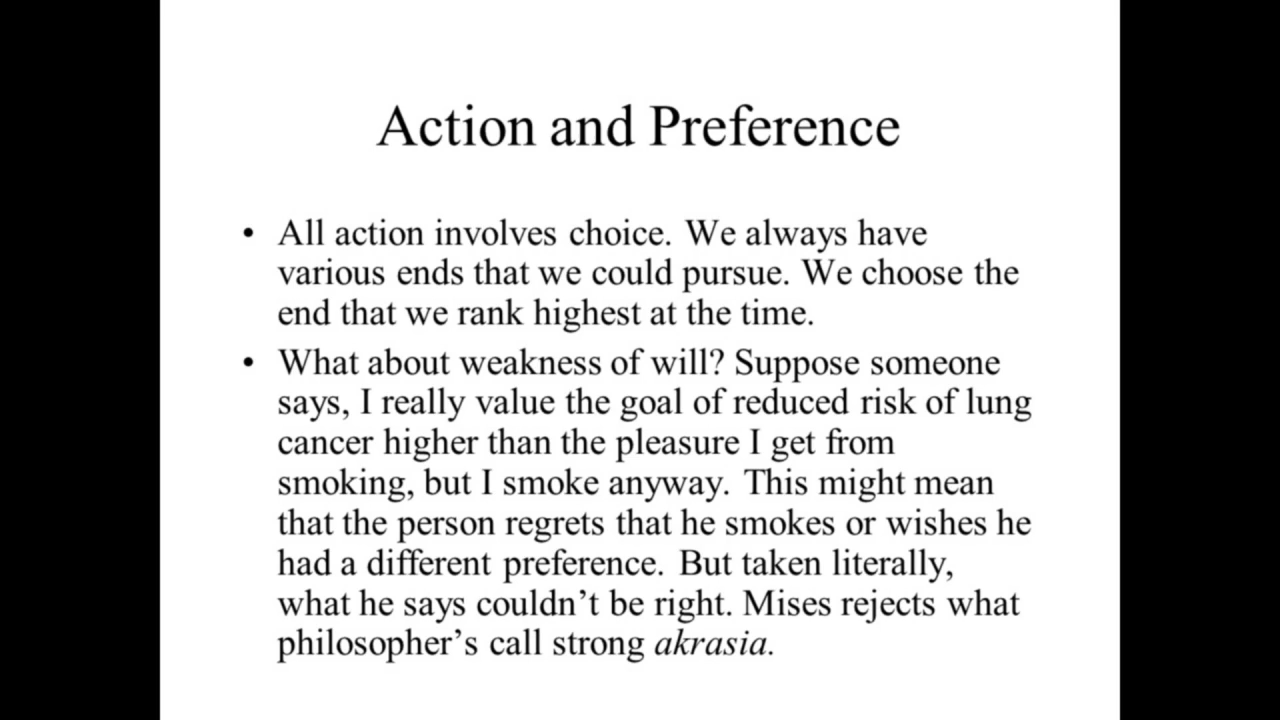 Action and Preference
• All action involves choice. We always have
various ends that we could pursue. We choose the
end that we rank highest at the time.
• What about weakness of will? Suppose someone
says, I really value the goal of reduced risk of lung
cancer higher than the pleasure I get from
smoking, but I smoke anyway. This might mean
that the person regrets that he smokes or wishes he
had a different preference. But taken literally,
what he says couldn’t be right. Mises rejects what
philosopher’s call strong akrasia.